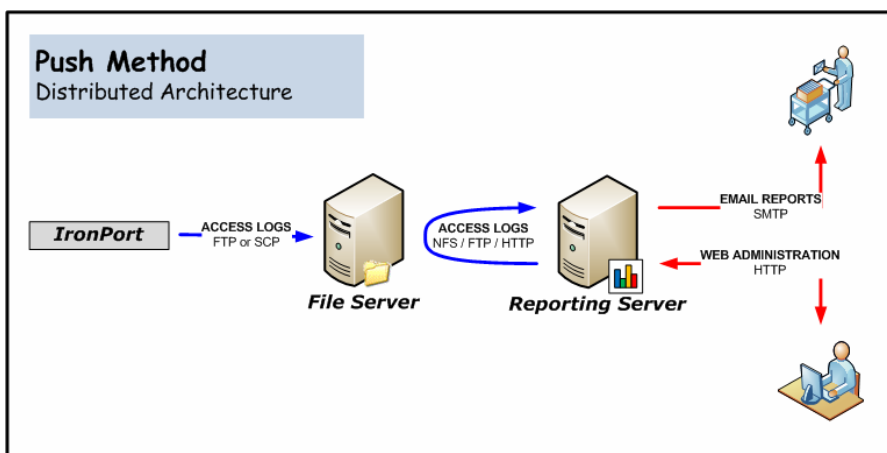 Push Method
Distributed Architecture
IronPort
ACCESS LOGS
FTP or SCP
File Server
ACCESS LOGS
NFS / FTP / HTTP
Reporting Server
EMAIL REPORTS
SMTP
WEB ADMINISTRATION
HTTP